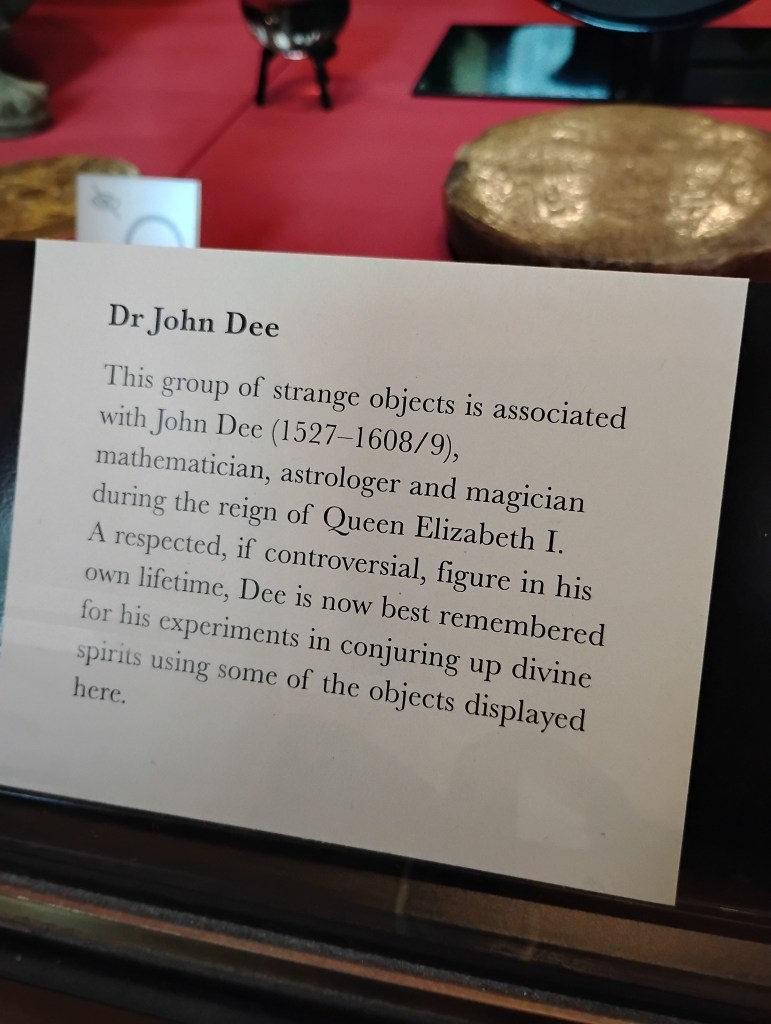 Dr John Dee
This group of strange objects is associated
with John Dee (1527–1608/9),
mathematician, astrologer and magician
during the reign of Queen Elizabeth I.
A respected, if controversial, figure in his
own lifetime, Dee is now best remembered
for his experiments in conjuring up divine
spirits using some of the objects displayed
here.